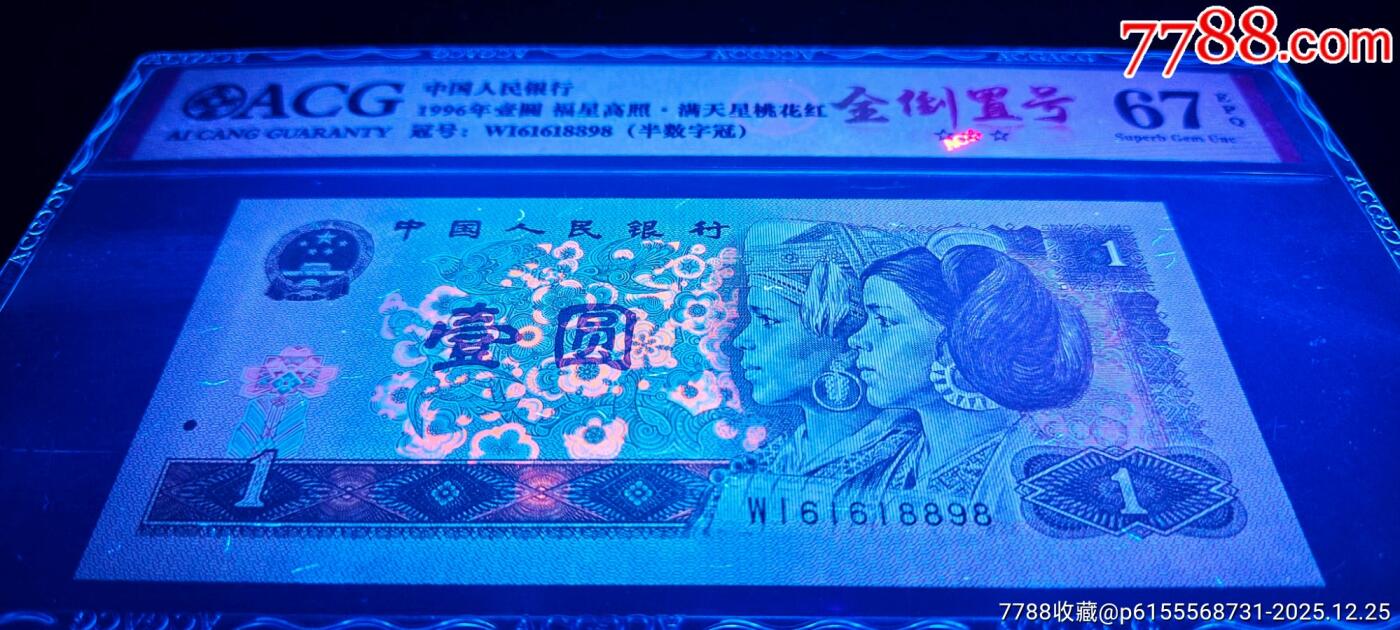 7788.com
ACG
AI CANG GUARANTY
中国人民银行
1996年壹圆 福星高照·满天星桃花红
冠号：WI61618898（半数字冠）
金倒置号
67
EPQ
Superb Gem Unc
中国人民银行
壹圆
1
1
1
WI61618898
7788收藏@p6155568731-2025.12.25